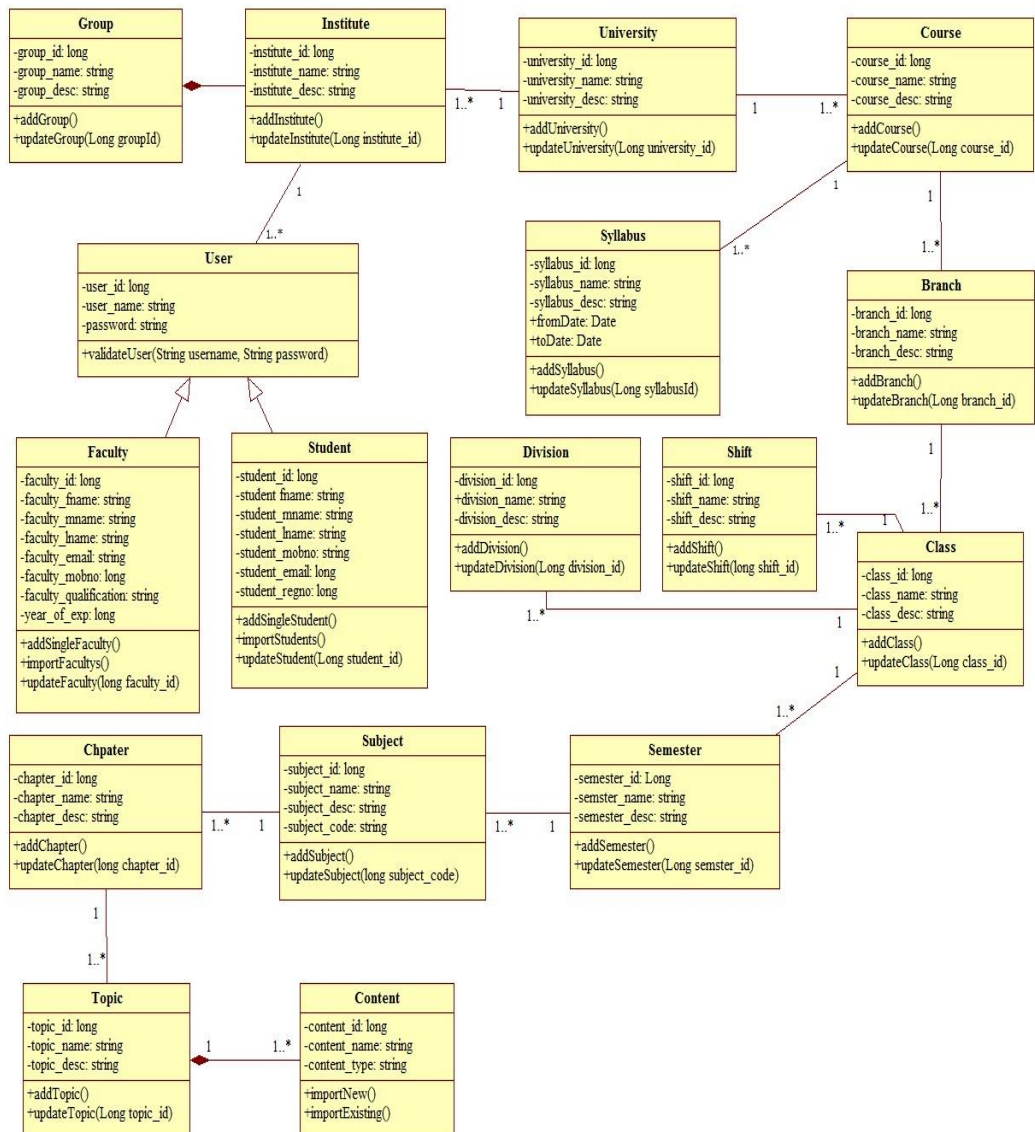 Group
-group_id: long
-group_name: string
-group_desc: string
+addGroup()
+updateGroup(Long groupId)
Institute
-institute_id: long
-institute_name: string
-institute_desc: string
+addInstitute()
+updateInstitute(Long institute_id)
1..*
1
University
-university_id: long
-university_name: string
-university_desc: string
+addUniversity()
+updateUniversity(Long university_id)
1
1..*
Course
-course_id: long
-course_name: string
-course_desc: string
+addCourse()
+updateCourse(Long course_id)
1
1..*
User
-user_id: long
-user_name: string
-password: string
+validateUser(String username, String password)
1
1..*
Syllabus
-syllabus_id: long
-syllabus_name: string
-syllabus_desc: string
+fromDate: Date
+toDate: Date
+addSyllabus()
+updateSyllabus(Long syllabusId)
1
1..*
Branch
-branch_id: long
-branch_name: string
-branch_desc: string
+addBranch()
+updateBranch(Long branch_id)
Faculty
-faculty_id: long
-faculty_fname: string
-faculty_mname: string
-faculty_lname: string
-faculty_email: string
-faculty_mobno: long
-faculty_qualification: string
-year_of_exp: long
+addSingleFaculty()
+importFacultys()
+updateFaculty(long faculty_id)
Student
-student_id: long
-student fname: string
-student_mname: string
-student_lname: string
-student_mobno: string
-student_email: long
-student_regno: long
+addSingleStudent()
+importStudents()
+updateStudent(Long student_id)
Division
-division_id: long
+division_name: string
-division_desc: string
+addDivision()
+updateDivision(Long division_id)
Shift
-shift_id: long
-shift_name: string
-shift_desc: string
+addShift()
+updateShift(long shift_id)
1
1..*
1..*
1
Class
-class_id: long
-class_name: string
-class_desc: string
+addClass()
+updateClass(Long class_id)
1..*
1
1
1..*
Chpater
-chapter_id: long
-chapter_name: string
-chapter_desc: string
+addChapter()
+updateChapter(long chapter_id)
1..*
1
Subject
-subject_id: long
-subject_name: string
-subject_desc: string
-subject_code: string
+addSubject()
+updateSubject(long subject_code)
1..*
1
Semester
-semester_id: Long
-semster_name: string
-semester_desc: string
+addSemester()
+updateSemester(Long semster_id)
1
1..*
Topic
-topic_id: long
-topic_name: string
-topic_desc: string
+addTopic()
+updateTopic(Long topic_id)
1
1..*
Content
-content_id: long
-content_name: string
-content_type: string
+importNew()
+importExisting()